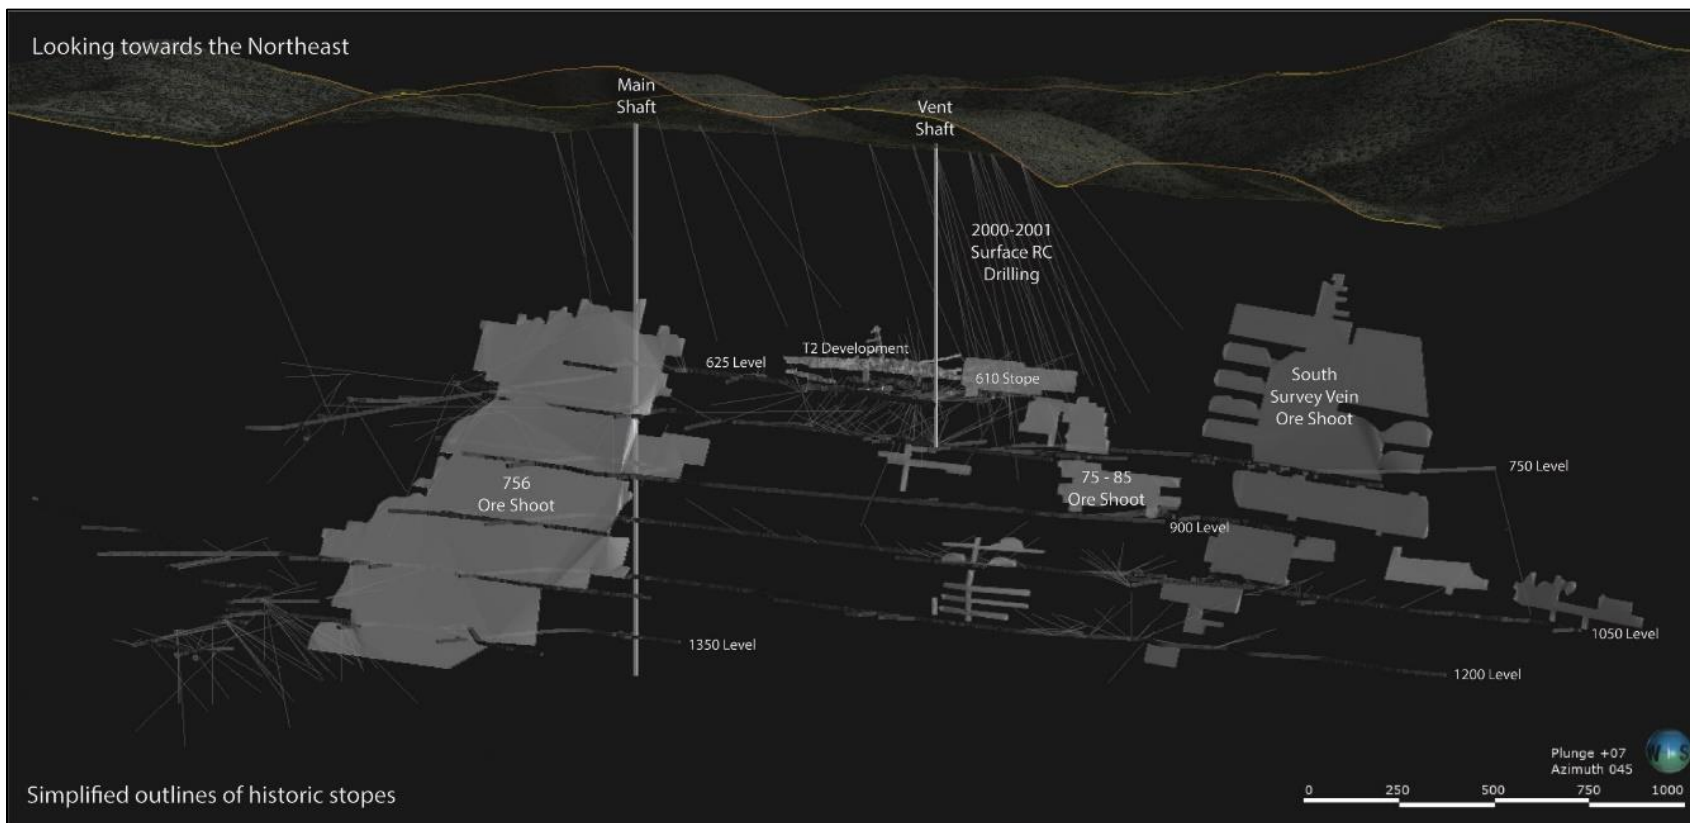 Looking towards the Northeast
Main
Shaft
Vent
Shaft
2000-2001
Surface RC
Drilling
T2 Development
625 Level
610 Stope
South
Survey Vein
Ore Shoot
750 Level
756
Ore Shoot
75 - 85
Ore Shoot
900 Level
1050 Level
1350 Level
1200 Level
Plunge +07
Azimuth 045
W S
0 250 500 750 1000
Simplified outlines of historic stopes